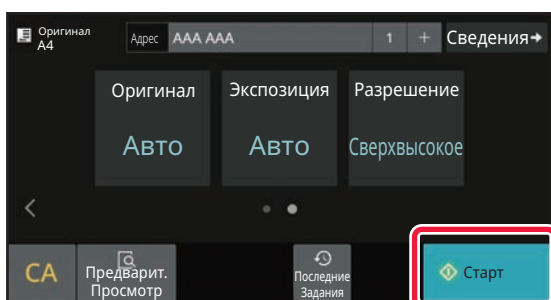 Оригинал
A4
Адрес AAA AAA 1 + Сведения→
Оригинал Экспозиция Разрешение
Авто Авто Сверхвысокое
CA Предварит.
Просмотр
Последние
Задания
Старт